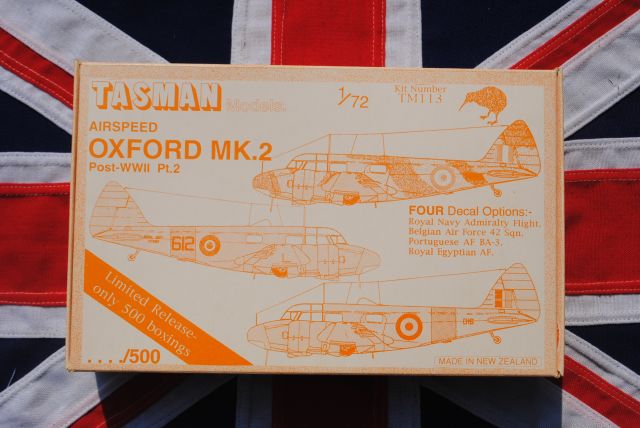 TASMAN Models.
1/72
Kit Number
TM113
AIRSPEED
OXFORD MK.2
Post-WWII Pt.2
FOUR Decal Options:-
Royal Navy Admiralty Flight.
Belgian Air Force 42 Sqn.
Portuguese AF BA-3.
Royal Egyptian AF.
612
Limited Release-
only 500 boxings
..../500
MADE IN NEW ZEALAND